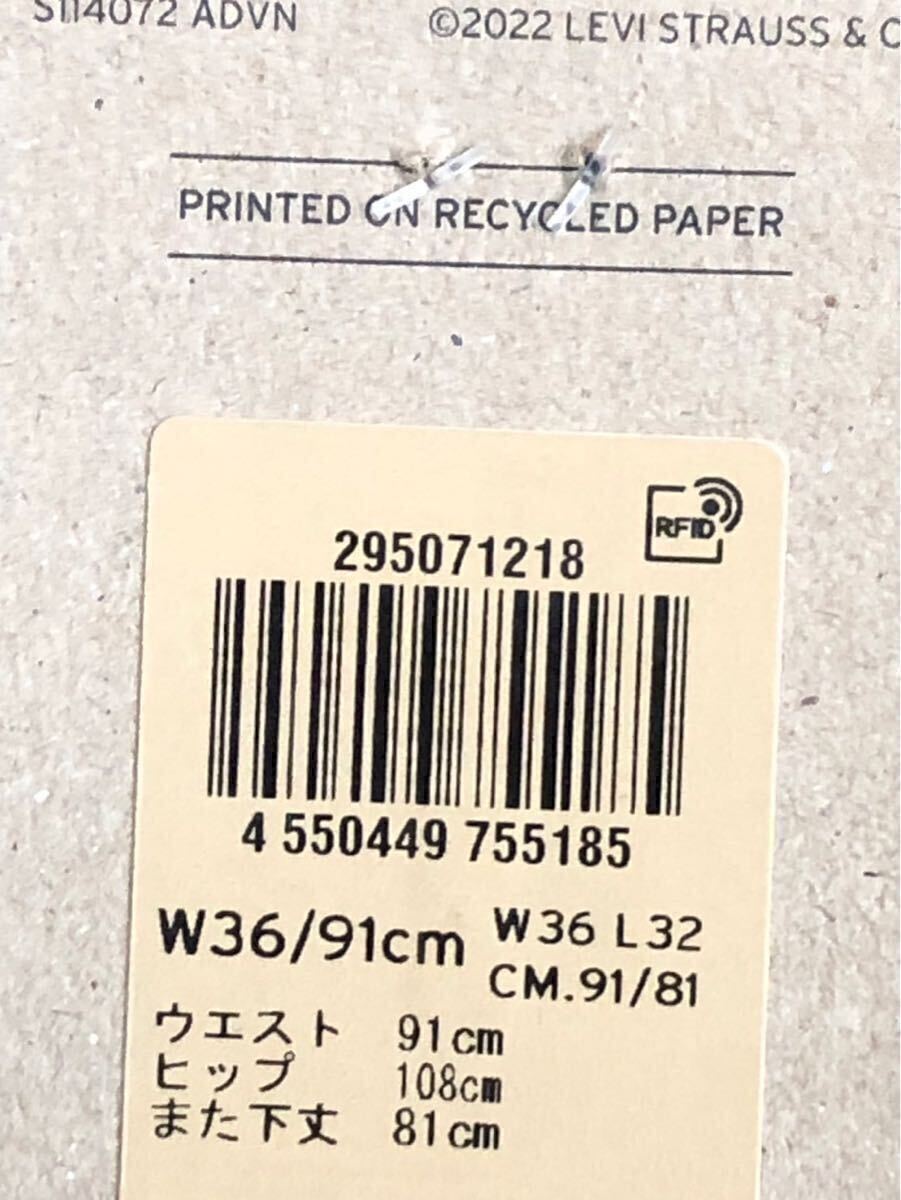 S114072 ADVN
©2022 LEVI STRAUSS & C
PRINTED ON RECYCLED PAPER
RFID
295071218
4 550449 755185
W36/91cm
W36 L32
CM.91/81
ウエスト 91cm
ヒップ 108cm
また下丈 81cm